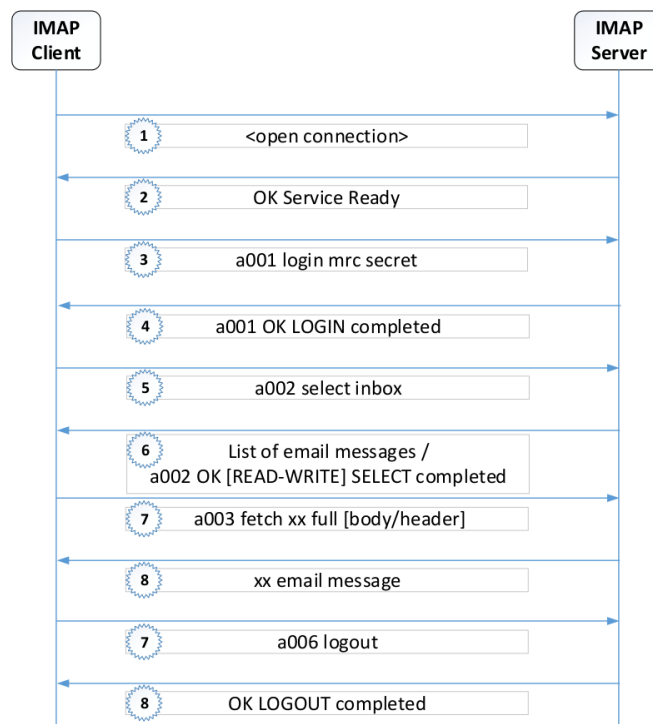 IMAP
Client
IMAP
Server
1 <open connection>
2 OK Service Ready
3 a001 login mrc secret
4 a001 OK LOGIN completed
5 a002 select inbox
6 List of email messages /
a002 OK [READ-WRITE] SELECT completed
7 a003 fetch xx full [body/header]
8 xx email message
7 a006 logout
8 OK LOGOUT completed